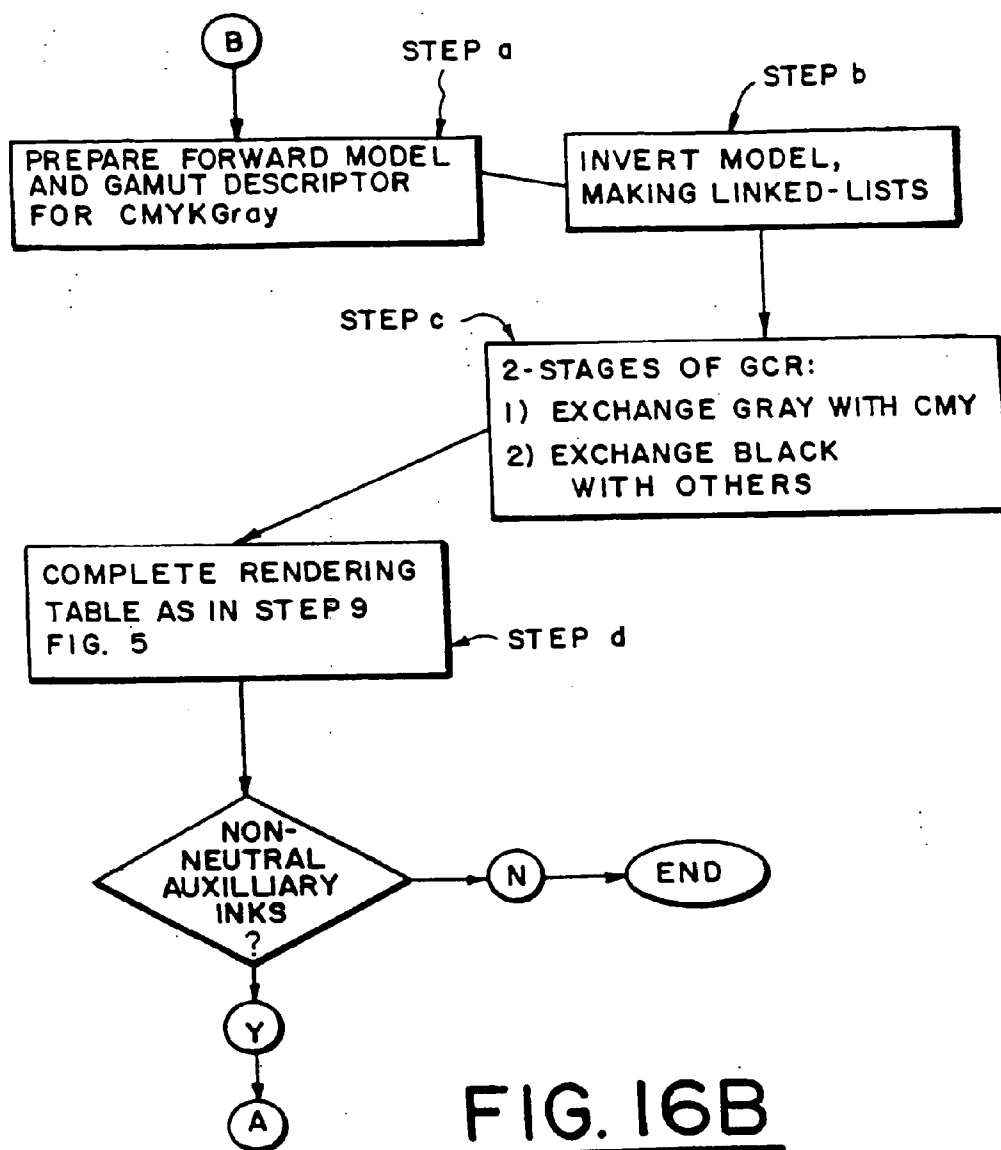 B
STEP a
STEP b
PREPARE FORWARD MODEL
AND GAMUT DESCRIPTOR
FOR CMYKGray
INVERT MODEL,
MAKING LINKED-LISTS
STEP c
2-STAGES OF GCR:
1) EXCHANGE GRAY WITH CMY
2) EXCHANGE BLACK
WITH OTHERS
COMPLETE RENDERING
TABLE AS IN STEP 9
FIG. 5
STEP d
NON-
NEUTRAL
AUXILLIARY
INKS
?
N
END
Y
A
FIG. 16B